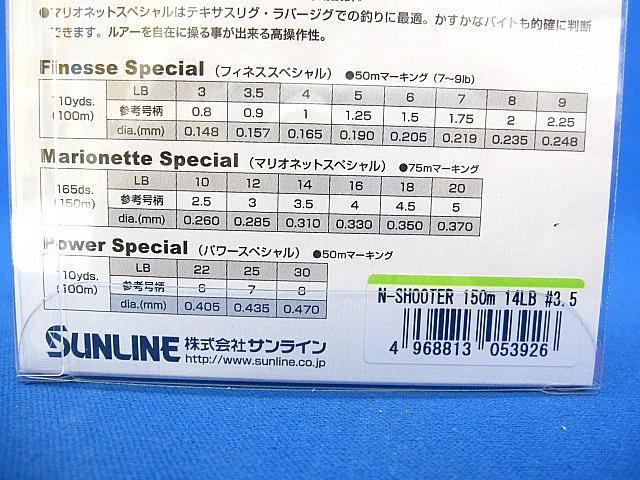 ●マリオネットスペシャルはテキサスリグ・ラバージグでの釣りに最適。かすかなバイトも的確に判断
できます。ルアーを自在に操る事が出来る高操作性。
Finesse Special (フィネススペシャル) ●50mマーキング (7〜9lb)
110yds. (100m)
LB 3 3.5 4 5 6 7 8 9
参考号柄 0.8 0.9 1 1.25 1.5 1.75 2 2.25
dia.(mm) 0.148 0.157 0.165 0.190 0.205 0.219 0.235 0.248
Marionette Special (マリオネットスペシャル) ●75mマーキング
165ds. (150m)
LB 10 12 14 16 18 20
参考号柄 2.5 3 3.5 4 4.5 5
dia.(mm) 0.260 0.285 0.310 0.330 0.350 0.370
Power Special (パワースペシャル) ●50mマーキング
110yds. (100m)
LB 22 25 30
参考号柄 6 7 8
dia.(mm) 0.405 0.435 0.470
N-SHOOTER 150m 14LB #3.5
4 968813 053926
SUNLINE 株式会社サンライン
http://www.sunline.co.jp